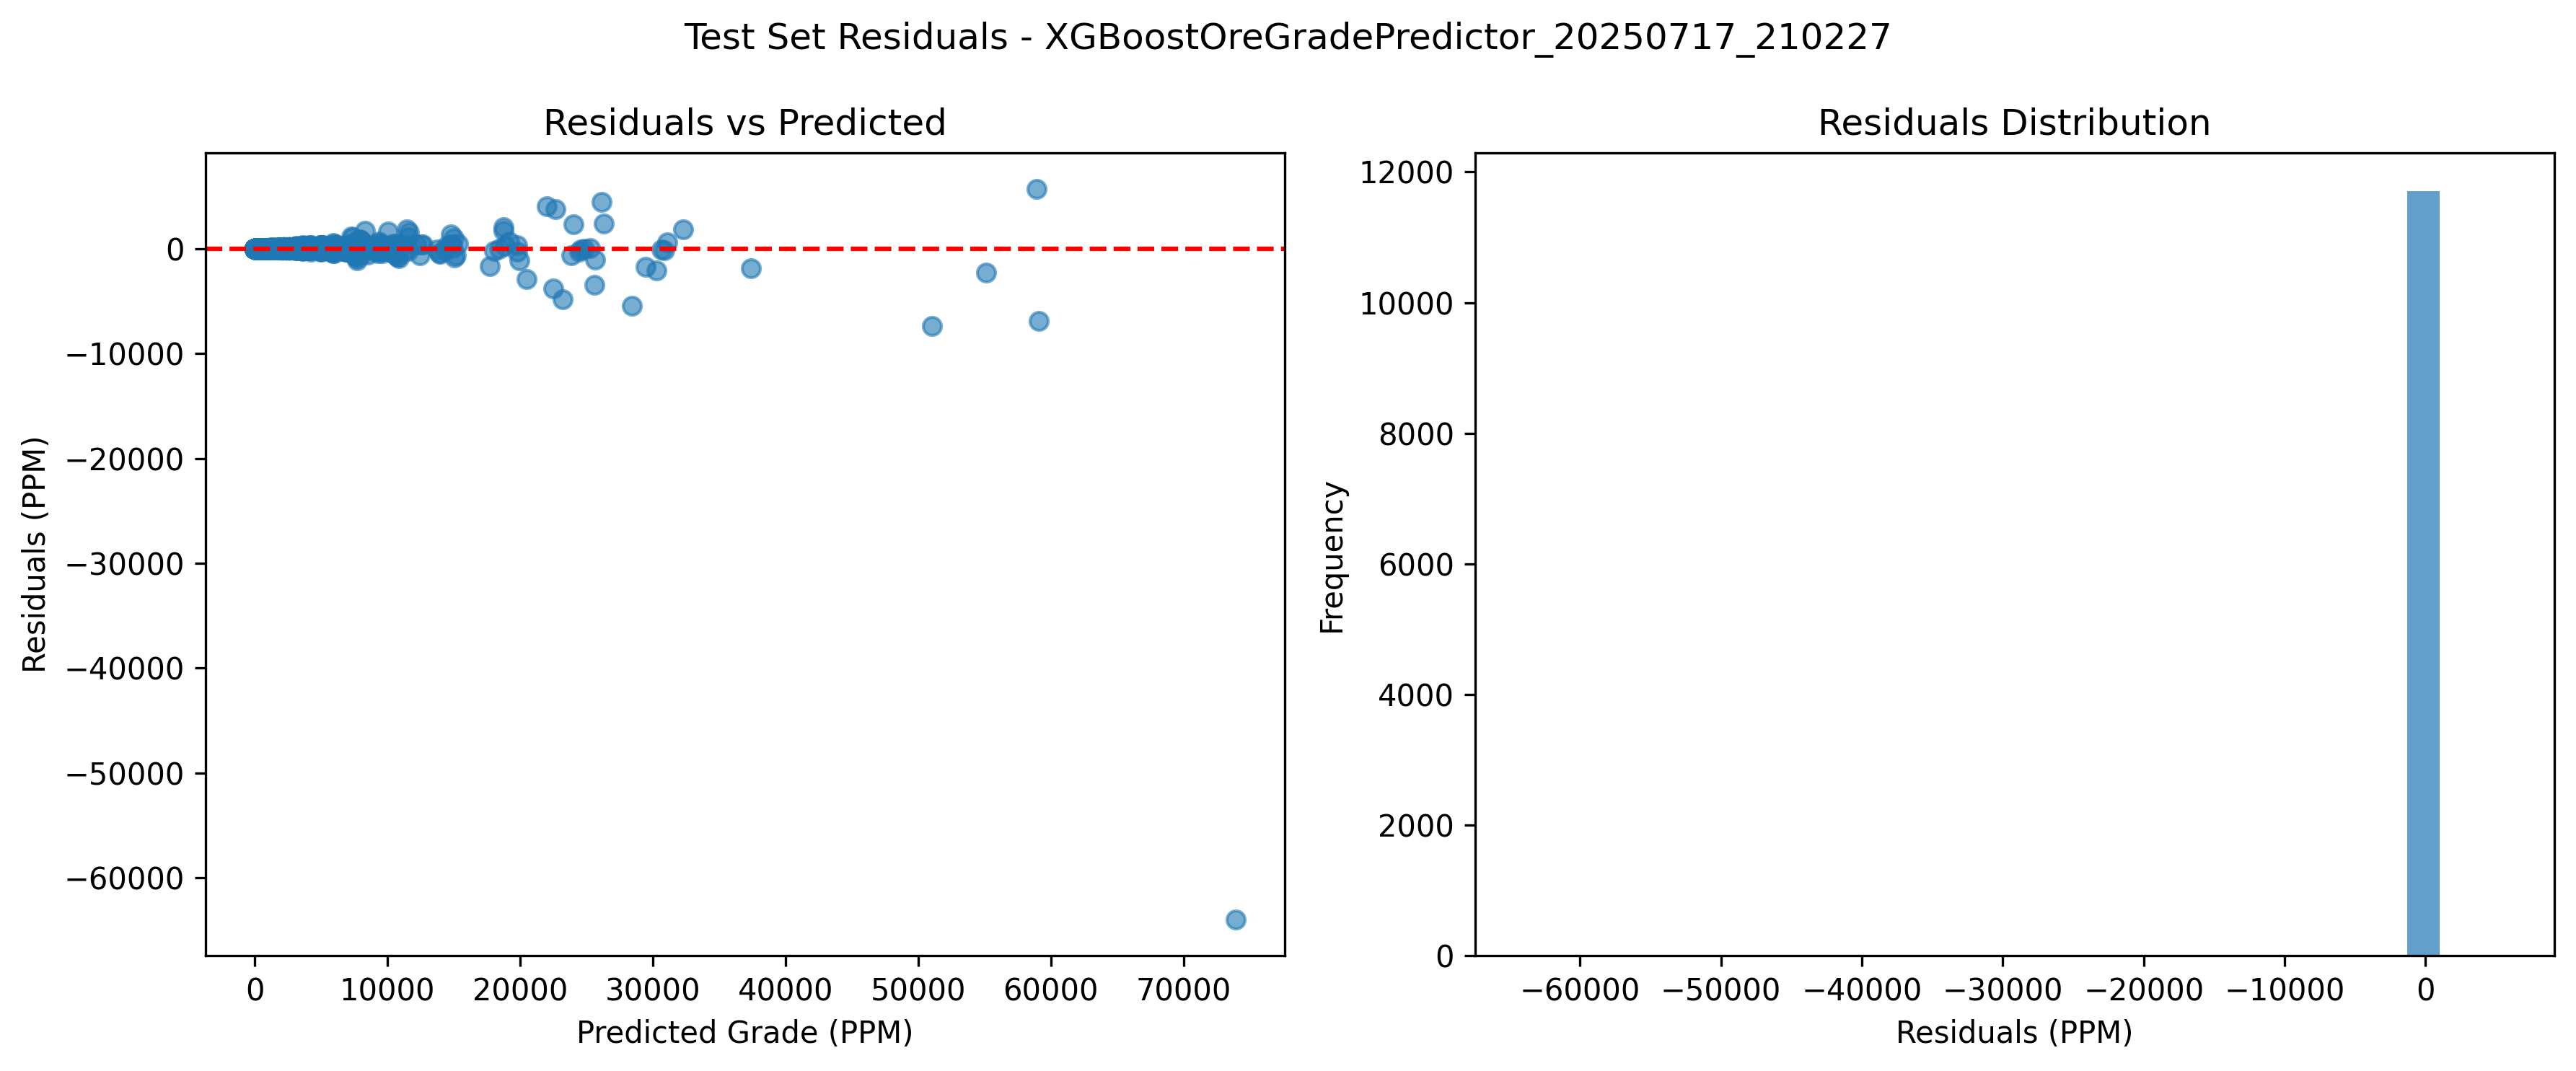 Test Set Residuals - XGBoostOreGradePredictor_20250717_210227
Residuals vs Predicted
Residuals (PPM)
0
−10000
−20000
−30000
−40000
−50000
−60000
0 10000 20000 30000 40000 50000 60000 70000
Predicted Grade (PPM)
Residuals Distribution
Frequency
12000
10000
8000
6000
4000
2000
0
−60000 −50000 −40000 −30000 −20000 −10000 0
Residuals (PPM)